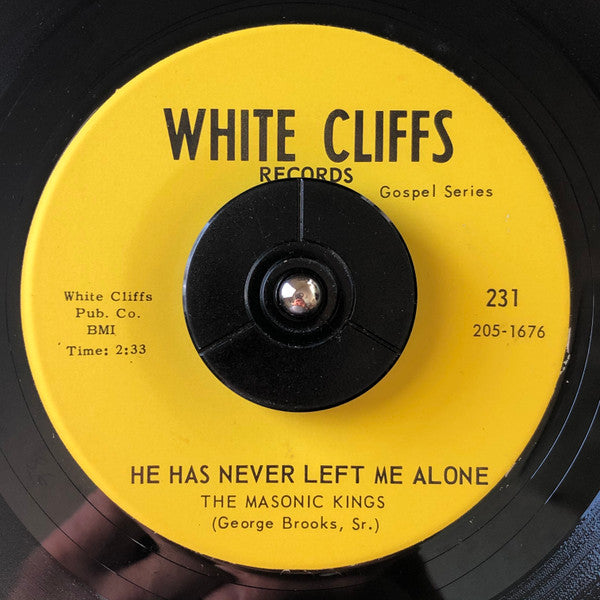 WHITE CLIFFS
RECORDS
Gospel Series
White Cliffs
Pub. Co.
BMI
Time: 2:33
231
205-1676
HE HAS NEVER LEFT ME ALONE
THE MASONIC KINGS
(George Brooks, Sr.)